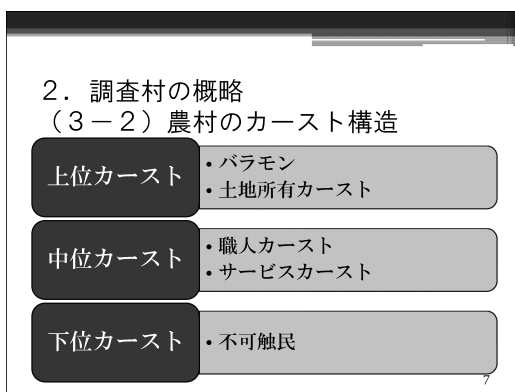 ２．調査村の概略
（３－２）農村のカースト構造
上位カースト
・バラモン
・土地所有カースト
中位カースト
・職人カースト
・サービスカースト
下位カースト
・不可触民
7